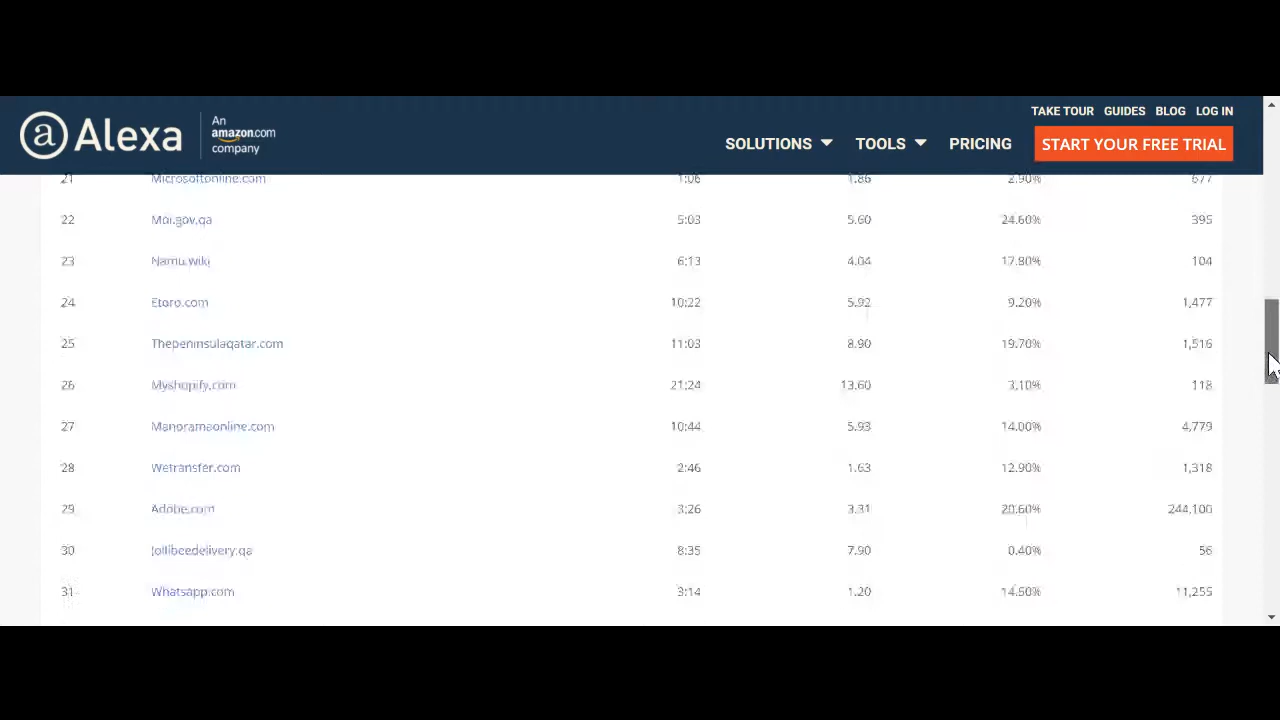 TAKE TOUR GUIDES BLOG LOG IN
a Alexa An amazon.com company
SOLUTIONS TOOLS PRICING START YOUR FREE TRIAL
21 Microsoftonline.com 1:06 1.86 2.90% 677
22 Moi.gov.qa 5:03 5.60 24.60% 395
23 Namu.wiki 6:13 4.04 17.80% 104
24 Etoro.com 10:22 5.92 9.20% 1,477
25 Thepeninsulaqatar.com 11:03 8.90 19.70% 1,516
26 Myshopify.com 21:24 13.60 3.10% 118
27 Manoramaonline.com 10:44 5.93 14.00% 4,779
28 Wetransfer.com 2:46 1.63 12.90% 1,318
29 Adobe.com 3:26 3.31 20.60% 244,100
30 Jollibeedelivery.qa 8:35 7.90 0.40% 56
31 Whatsapp.com 3:14 1.20 14.50% 11,255